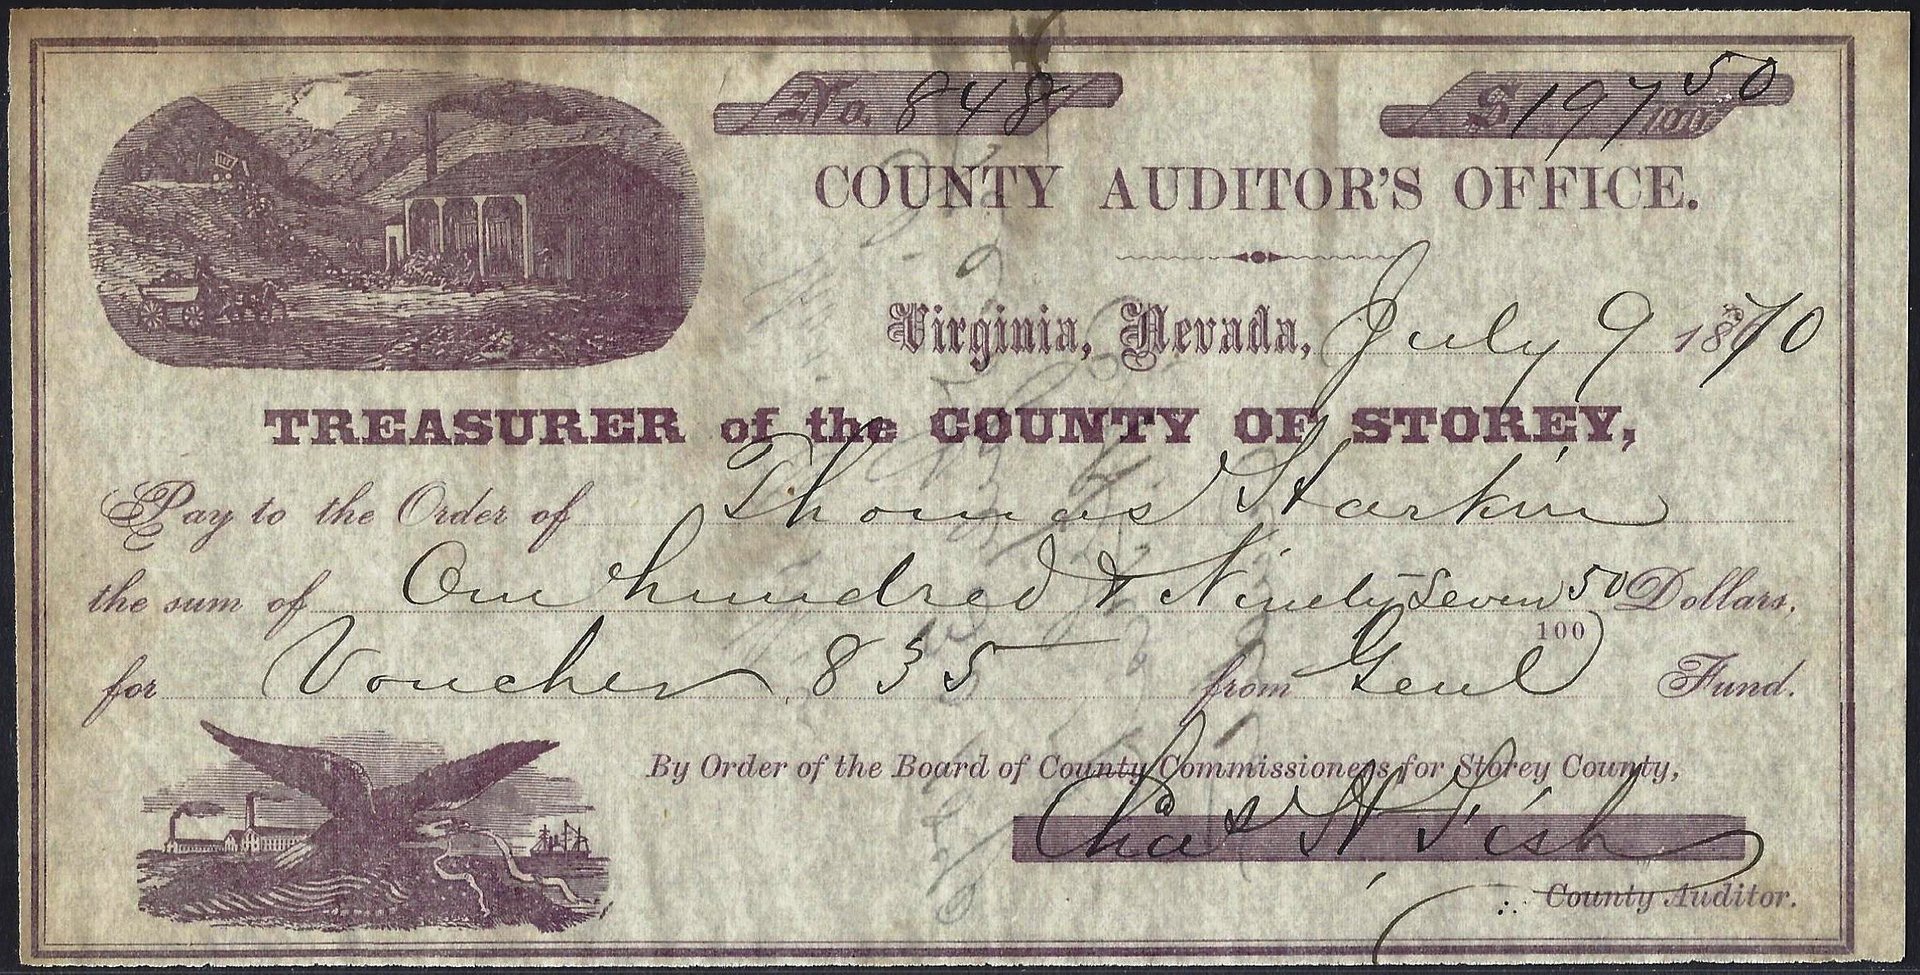 No. 848
$ 197 50/100
COUNTY AUDITOR'S OFFICE.
Virginia, Nevada, July 9 1870
TREASURER of the COUNTY OF STOREY,
Pay to the Order of Thomas Starkin
the sum of One hundred & Ninety-Seven 50/100 Dollars,
for Voucher 835 from Genl Fund.
By Order of the Board of County Commissioners for Storey County,
Chas H Fish
County Auditor.